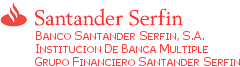 Santander Serfin
BANCO SANTANDER SERFIN, S.A.
INSTITUCION DE BANCA MULTIPLE
GRUPO FINANCIERO SANTANDER SERFIN